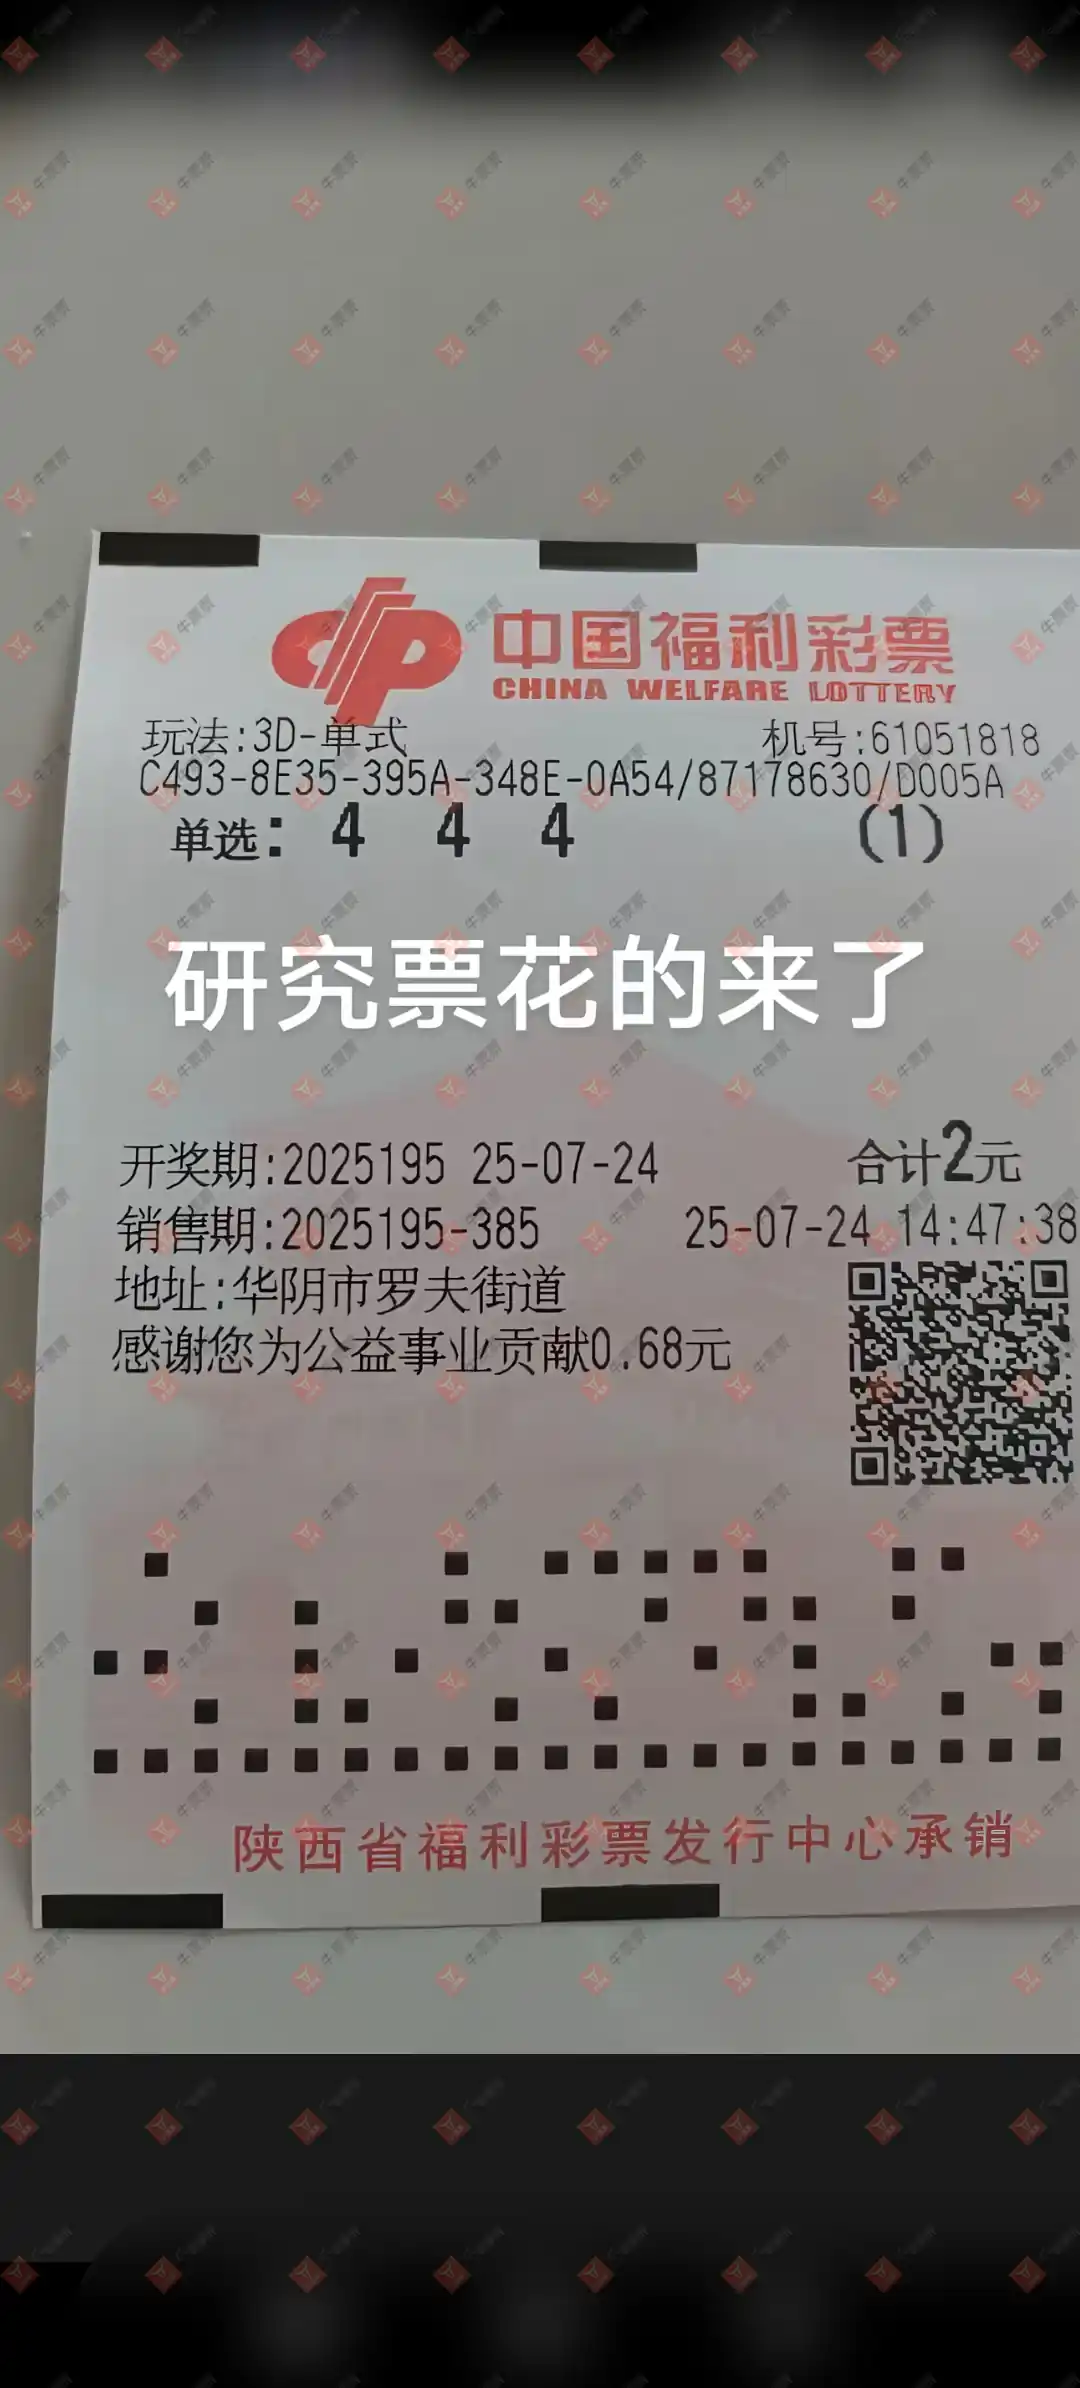 中国福利彩票
CHINA WELFARE LOTTERY
玩法:3D-单式 机号:61051818
C493-8E35-395A-348E-0A54/87178630/D005A
单选: 4 4 4 (1)
研究票花的来了
开奖期:2025195 25-07-24 合计2元
销售期:2025195-385 25-07-24 14:47:38
地址:华阴市罗夫街道
感谢您为公益事业贡献0.68元
陕西省福利彩票发行中心承销
牛票票